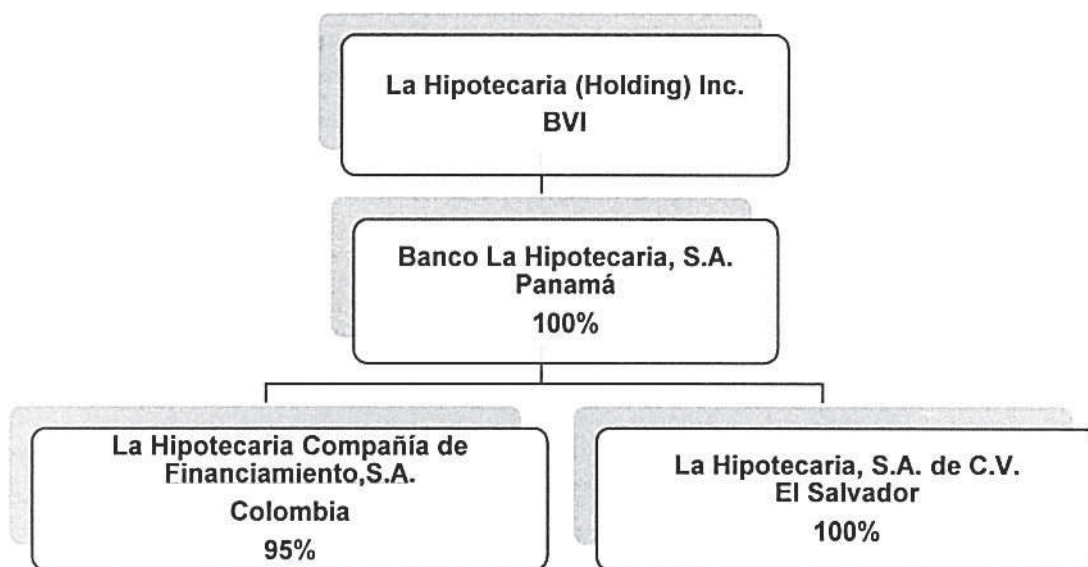 La Hipotecaria (Holding) Inc.
BVI
Banco La Hipotecaria, S.A.
Panamá
100%
La Hipotecaria Compañía de
Financiamiento,S.A.
Colombia
95%
La Hipotecaria, S.A. de C.V.
El Salvador
100%